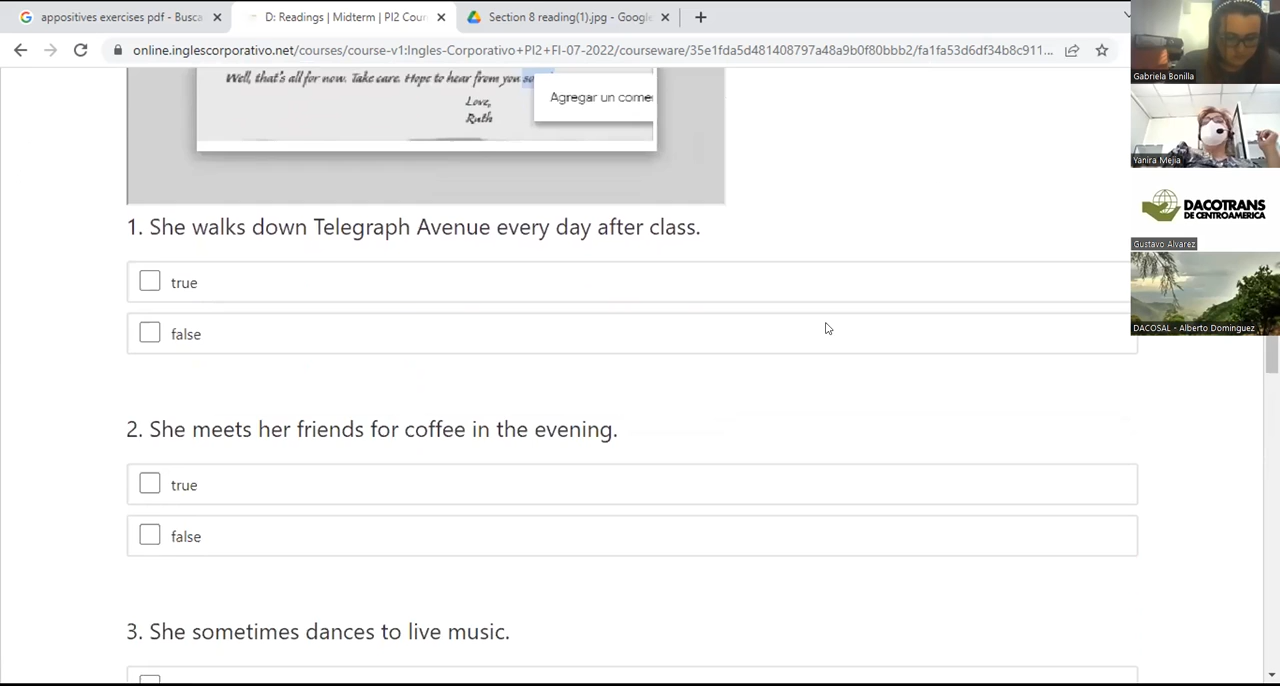 appositives exercises pdf - Busca
D: Readings | Midterm | PI2 Cour
Section 8 reading(1).jpg - Google
online.inglescorporativo.net/courses/course-v1:Ingles-Corporativo+PI2+FI-07-2022/courseware/35e1fda5d481408797a48a9b0f80bbb2/fa1fa53d6df34b8c911...
Gabriela Bonilla
Well, that's all for now. Take care. Hope to hear from you so
Agregar un come
Love,
Ruth
Yanira Mejia
DACOTRANS
DE CENTROAMERICA
Gustavo Alvarez
DACOSAL - Alberto Dominguez
1. She walks down Telegraph Avenue every day after class.
true
false
2. She meets her friends for coffee in the evening.
true
false
3. She sometimes dances to live music.